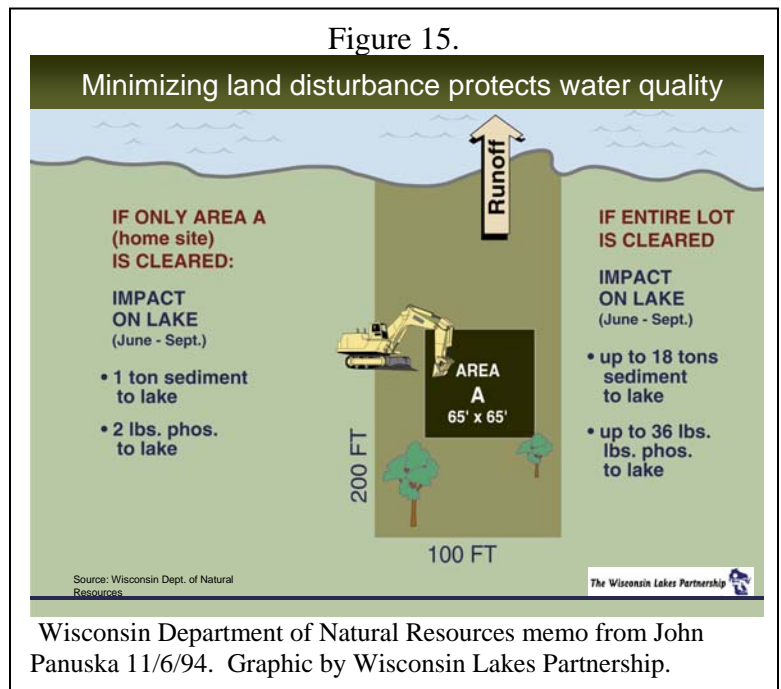 Figure 15.
Minimizing land disturbance protects water quality
Runoff
IF ONLY AREA A
(home site)
IS CLEARED:
IMPACT
ON LAKE
(June - Sept.)
• 1 ton sediment
to lake
• 2 lbs. phos.
to lake
AREA
A
65' x 65'
200 FT
100 FT
IF ENTIRE LOT
IS CLEARED
IMPACT
ON LAKE
(June - Sept.)
• up to 18 tons
sediment
to lake
• up to 36 lbs.
lbs. phos.
to lake
Source: Wisconsin Dept. of Natural
Resources
The Wisconsin Lakes Partnership
Wisconsin Department of Natural Resources memo from John
Panuska 11/6/94. Graphic by Wisconsin Lakes Partnership.